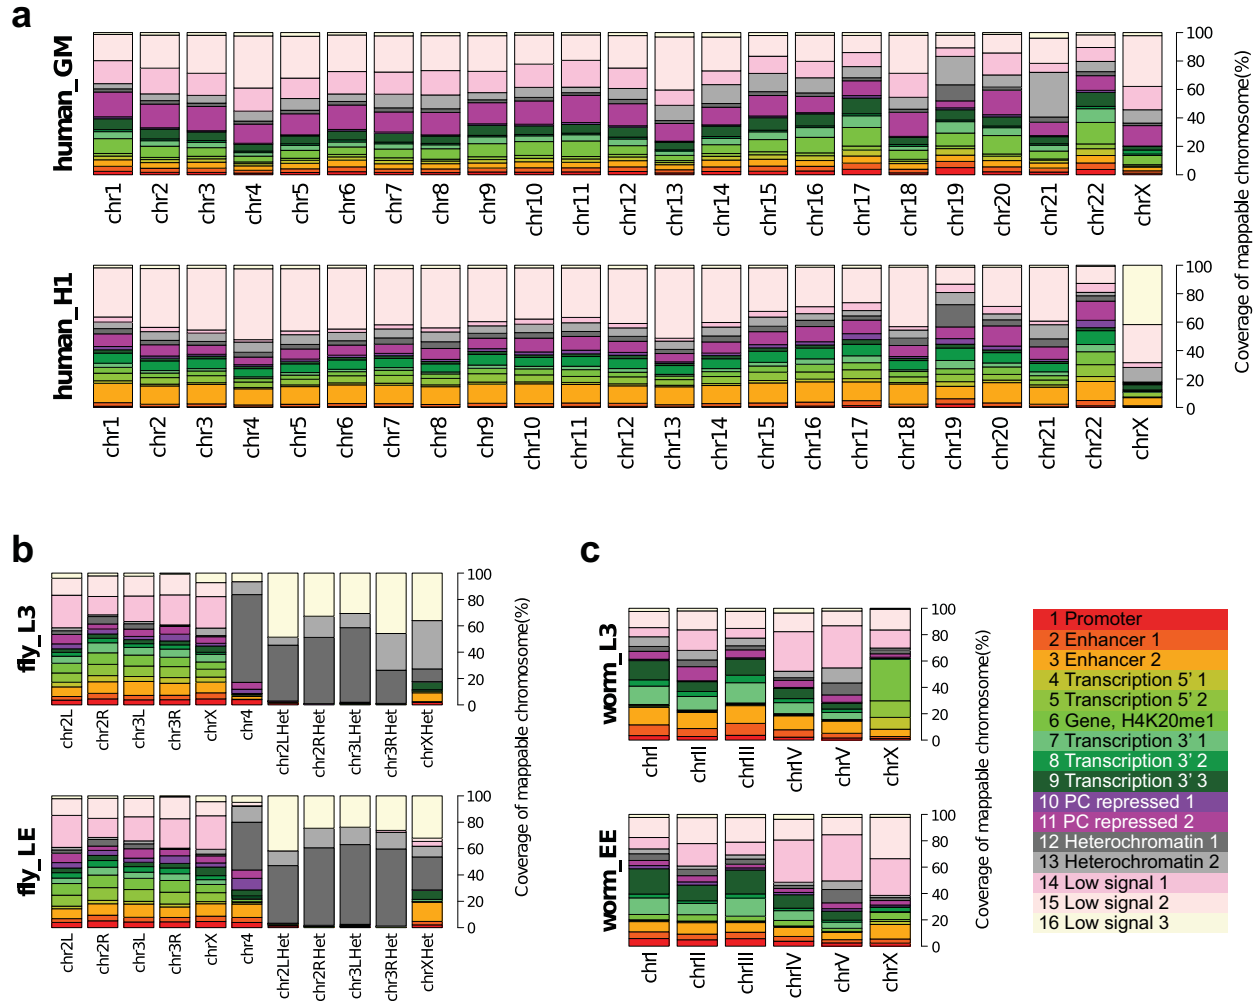 a
human_GM
100
80
60
40
20
0
Coverage of mappable chromosome(%)
chr1
chr2
chr3
chr4
chr5
chr6
chr7
chr8
chr9
chr10
chr11
chr12
chr13
chr14
chr15
chr16
chr17
chr18
chr19
chr20
chr21
chr22
chrX
human_H1
100
80
60
40
20
0
chr1
chr2
chr3
chr4
chr5
chr6
chr7
chr8
chr9
chr10
chr11
chr12
chr13
chr14
chr15
chr16
chr17
chr18
chr19
chr20
chr21
chr22
chrX
b
fly_L3
100
80
60
40
20
0
Coverage of mappable chromosome(%)
chr2L
chr2R
chr3L
chr3R
chrX
chr4
chr2LHet
chr2RHet
chr3LHet
chr3RHet
chrXHet
fly_LE
100
80
60
40
20
0
chr2L
chr2R
chr3L
chr3R
chrX
chr4
chr2LHet
chr2RHet
chr3LHet
chr3RHet
chrXHet
c
worm_L3
100
80
60
40
20
0
Coverage of mappable chromosome(%)
chrI
chrII
chrIII
chrIV
chrV
chrX
worm_EE
100
80
60
40
20
0
chrI
chrII
chrIII
chrIV
chrV
chrX
1 Promoter
2 Enhancer 1
3 Enhancer 2
4 Transcription 5' 1
5 Transcription 5' 2
6 Gene, H4K20me1
7 Transcription 3' 1
8 Transcription 3' 2
9 Transcription 3' 3
10 PC repressed 1
11 PC repressed 2
12 Heterochromatin 1
13 Heterochromatin 2
14 Low signal 1
15 Low signal 2
16 Low signal 3